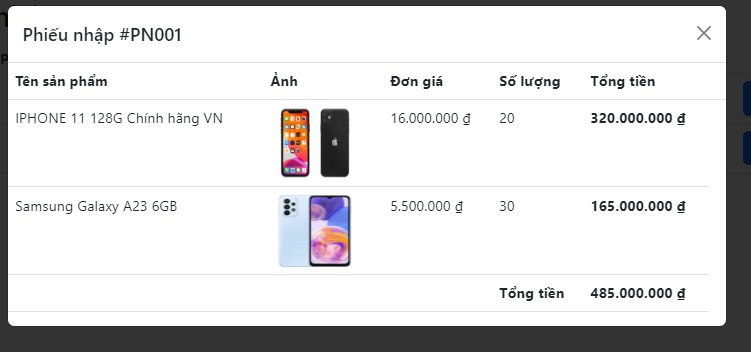 Phiếu nhập #PN001
Tên sản phẩm Ảnh Đơn giá Số lượng Tổng tiền
IPHONE 11 128G Chính hãng VN 16.000.000 ₫ 20 320.000.000 ₫
Samsung Galaxy A23 6GB 5.500.000 ₫ 30 165.000.000 ₫
Tổng tiền 485.000.000 ₫